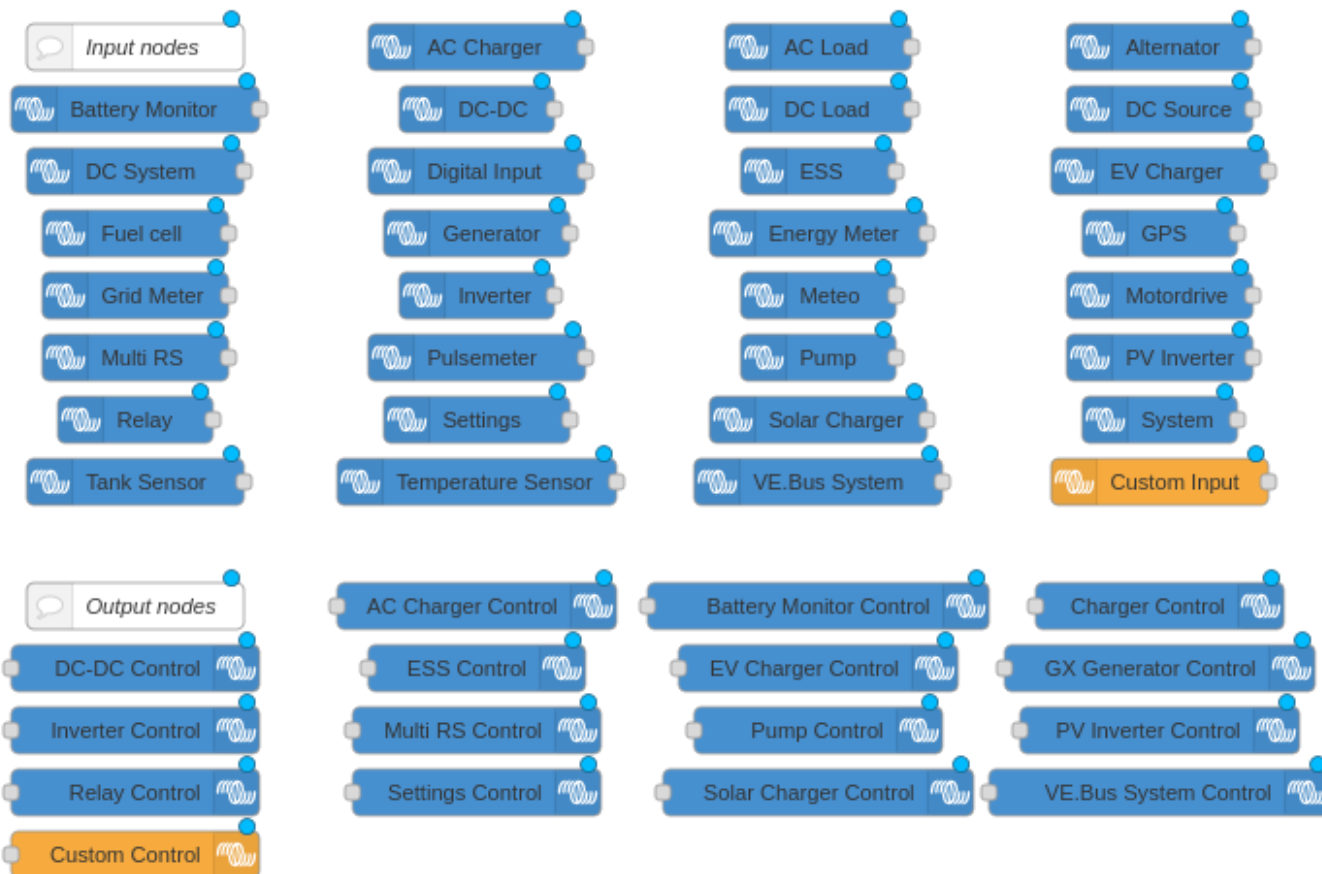 Input nodes
AC Charger
AC Load
Alternator
Battery Monitor
DC-DC
DC Load
DC Source
DC System
Digital Input
ESS
EV Charger
Fuel cell
Generator
Energy Meter
GPS
Grid Meter
Inverter
Meteo
Motordrive
Multi RS
Pulsemeter
Pump
PV Inverter
Relay
Settings
Solar Charger
System
Tank Sensor
Temperature Sensor
VE.Bus System
Custom Input
Output nodes
AC Charger Control
Battery Monitor Control
Charger Control
DC-DC Control
ESS Control
EV Charger Control
GX Generator Control
Inverter Control
Multi RS Control
Pump Control
PV Inverter Control
Relay Control
Settings Control
Solar Charger Control
VE.Bus System Control
Custom Control